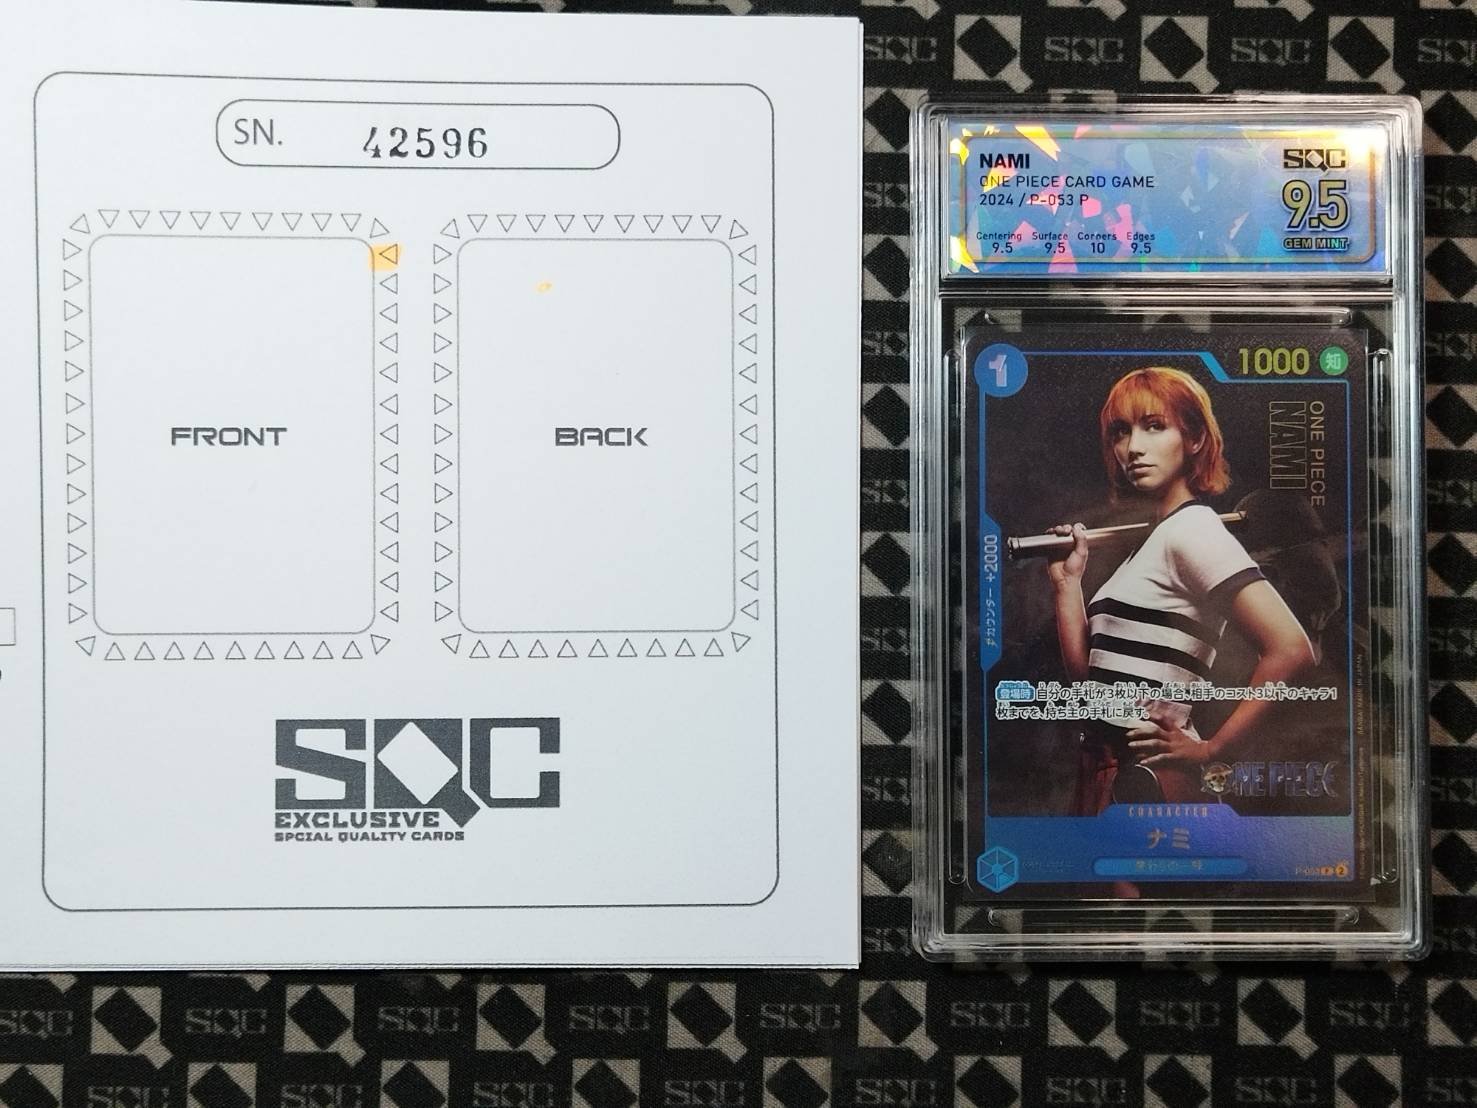 SN. 42596
FRONT
BACK
SQC
EXCLUSIVE
SPCIAL QUALITY CARDS
NAMI
ONE PIECE CARD GAME
2024 / P-053 P
SQC
9.5
GEM MINT
Centering Surface Corners Edges
9.5 9.5 10 9.5
1
1000 知
ONE PIECE
NAMI
カウンター +2000
登場時 自分の手札が3枚以下の場合、相手のコスト3以下のキャラ1
枚までを、持ち主の手札に戻す。
ONE PIECE
CHARACTER
ナミ
麦わらの一味
P-053 P 2